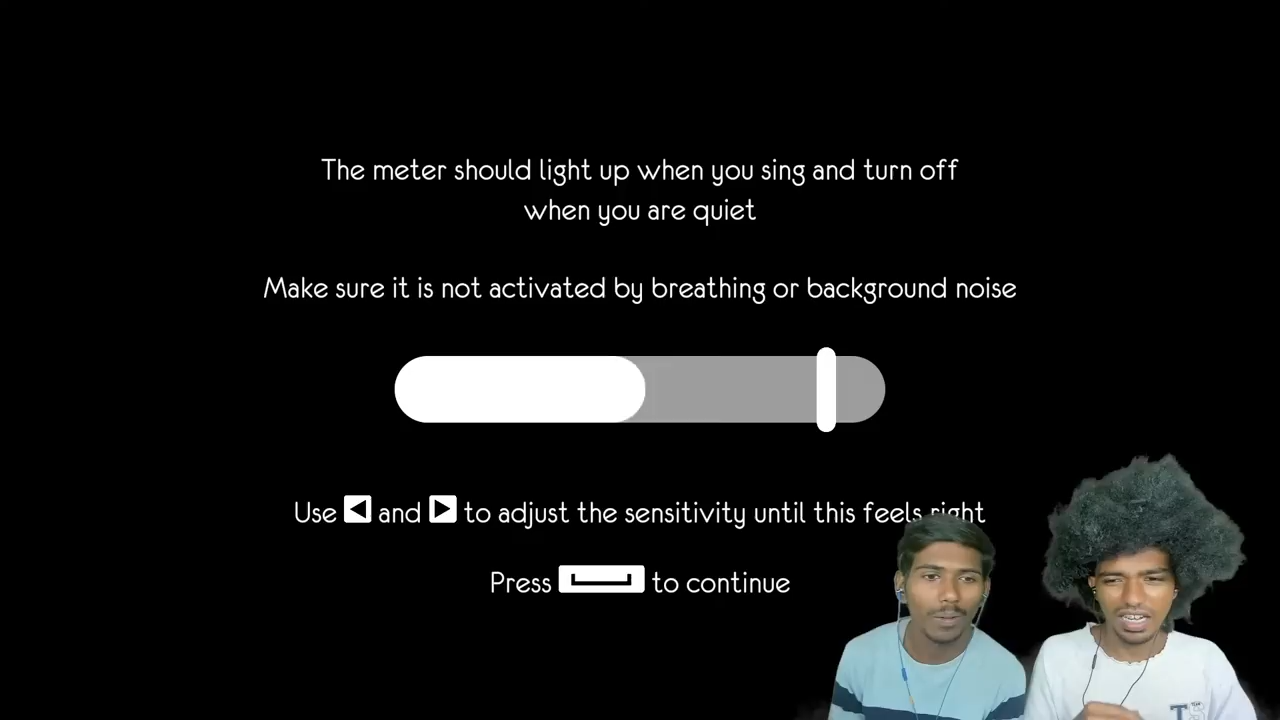 The meter should light up when you sing and turn off
when you are quiet
Make sure it is not activated by breathing or background noise
Use ◀ and ▶ to adjust the sensitivity until this feels right
Press to continue